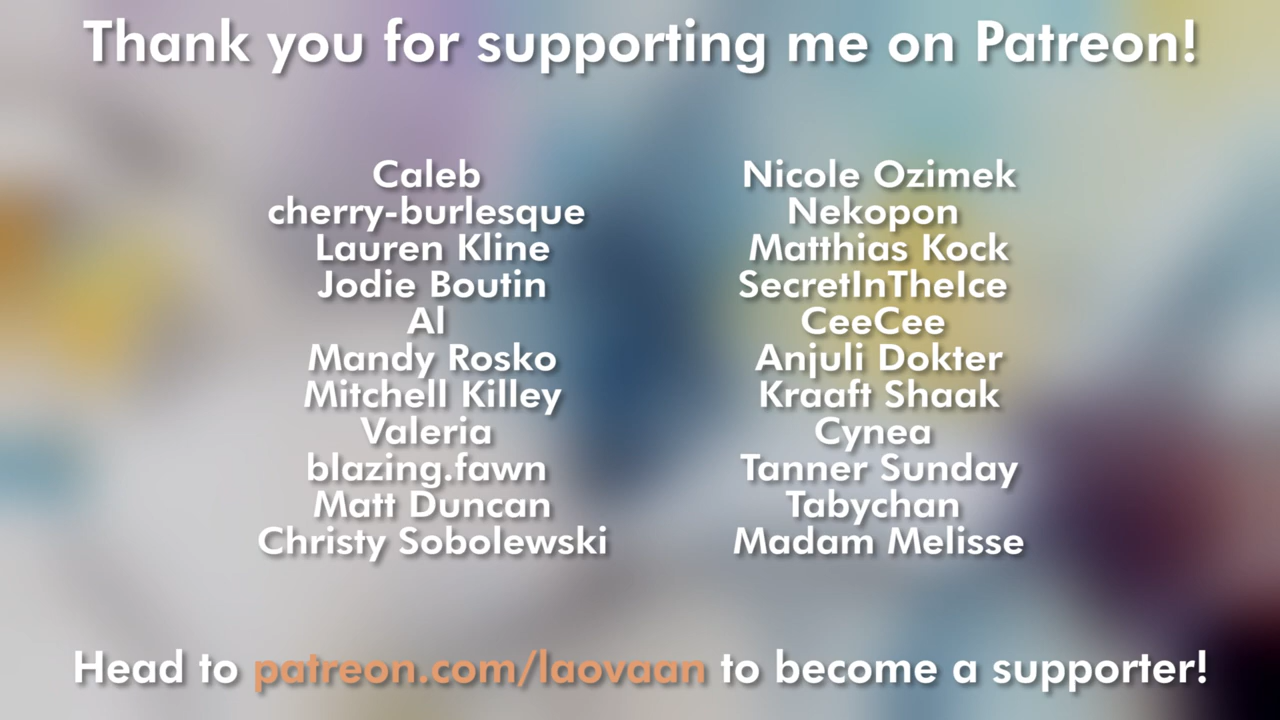 Thank you for supporting me on Patreon!
Caleb
cherry-burlesque
Lauren Kline
Jodie Boutin
Al
Mandy Rosko
Mitchell Killey
Valeria
blazing.fawn
Matt Duncan
Christy Sobolewski
Nicole Ozimek
Nekopon
Matthias Kock
SecretInTheIce
CeeCee
Anjuli Dokter
Kraaft Shaak
Cynea
Tanner Sunday
Tabychan
Madam Melisse
Head to patreon.com/laovaan to become a supporter!